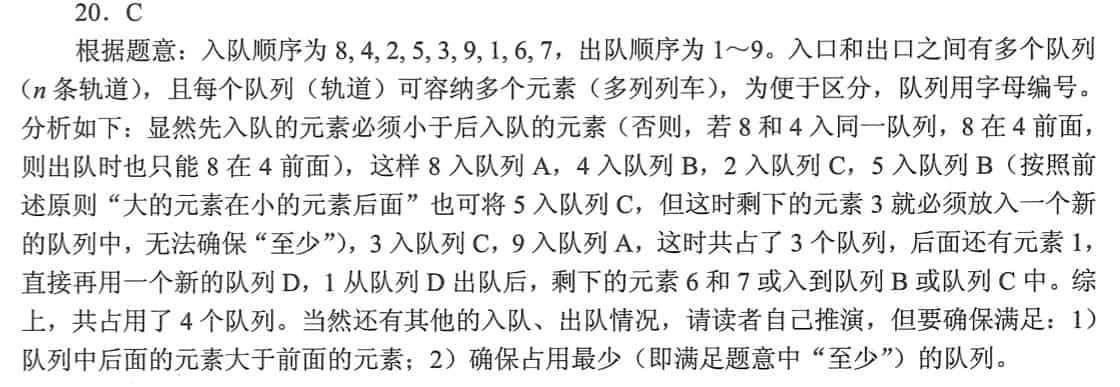 20. C
根据题意：入队顺序为 8, 4, 2, 5, 3, 9, 1, 6, 7，出队顺序为 1～9。入口和出口之间有多个队列
（n 条轨道），且每个队列（轨道）可容纳多个元素（多列列车），为便于区分，队列用字母编号。
分析如下：显然先入队的元素必须小于后入队的元素（否则，若 8 和 4 入同一队列，8 在 4 前面，
则出队时也只能 8 在 4 前面），这样 8 入队列 A，4 入队列 B，2 入队列 C，5 入队列 B（按照前
述原则“大的元素在小的元素后面”也可将 5 入队列 C，但这时剩下的元素 3 就必须放入一个新
的队列中，无法确保“至少”），3 入队列 C，9 入队列 A，这时共占了 3 个队列，后面还有元素 1，
直接再用一个新的队列 D，1 从队列 D 出队后，剩下的元素 6 和 7 或入到队列 B 或队列 C 中。综
上，共占用了 4 个队列。当然还有其他的入队、出队情况，请读者自己推演，但要确保满足：1）
队列中后面的元素大于前面的元素；2）确保占用最少（即满足题意中“至少”）的队列。